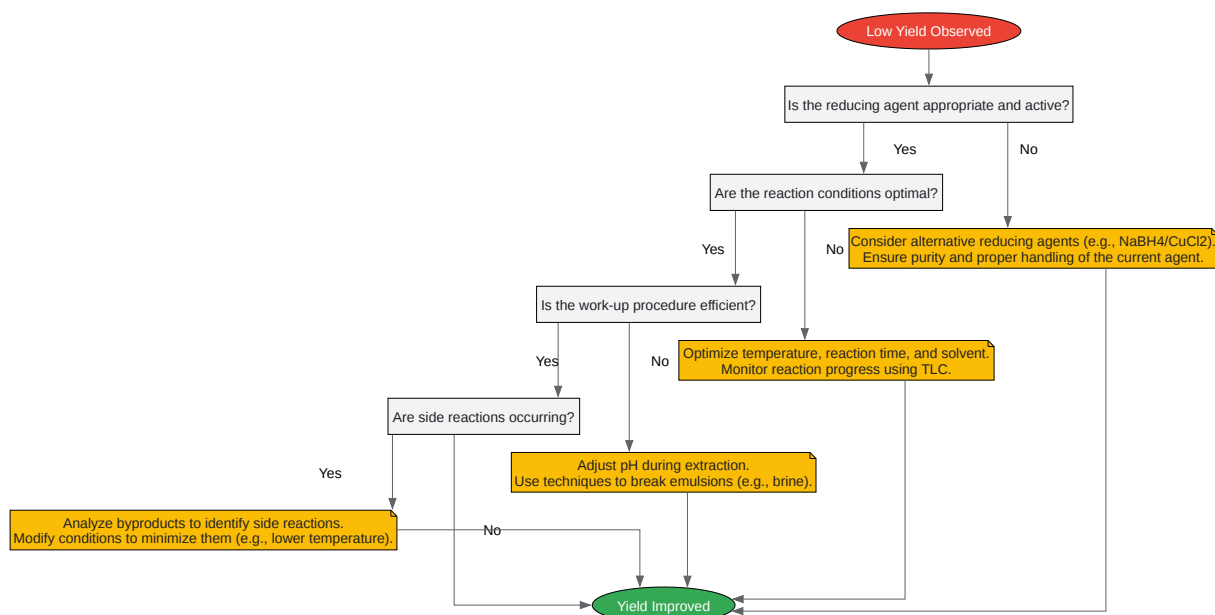 Low Yield Observed
Is the reducing agent appropriate and active?
Yes
No
Are the reaction conditions optimal?
Consider alternative reducing agents (e.g., NaBH4/CuCl2).
Ensure purity and proper handling of the current agent.
Yes
No
Is the work-up procedure efficient?
Optimize temperature, reaction time, and solvent.
Monitor reaction progress using TLC.
Yes
No
Are side reactions occurring?
Adjust pH during extraction.
Use techniques to break emulsions (e.g., brine).
Yes
No
Analyze byproducts to identify side reactions.
Modify conditions to minimize them (e.g., lower temperature).
Yield Improved